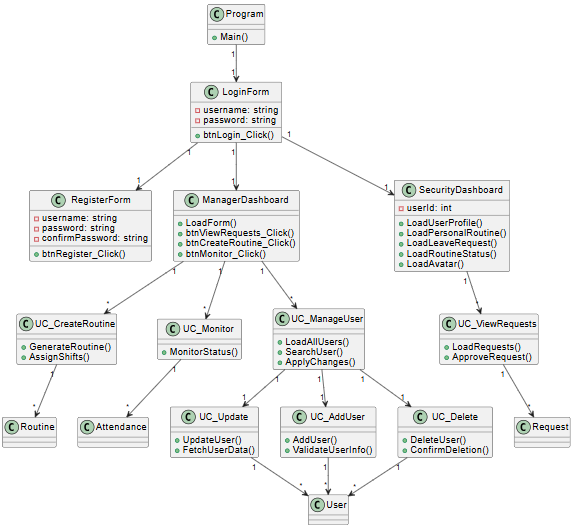 C Program
Main()
1
1
C LoginForm
username: string
password: string
btnLogin_Click()
1
1
1
1
1
1
C RegisterForm
username: string
password: string
confirmPassword: string
btnRegister_Click()
C ManagerDashboard
LoadForm()
btnViewRequests_Click()
btnCreateRoutine_Click()
btnMonitor_Click()
C SecurityDashboard
userId: int
LoadUserProfile()
LoadPersonalRoutine()
LoadLeaveRequest()
LoadRoutineStatus()
LoadAvatar()
1
1
1
1
*
*
*
*
C UC_CreateRoutine
GenerateRoutine()
AssignShifts()
C UC_Monitor
MonitorStatus()
C UC_ManageUser
LoadAllUsers()
SearchUser()
ApplyChanges()
C UC_ViewRequests
LoadRequests()
ApproveRequest()
1
1
1
1
1
1
*
*
1
1
1
*
C Routine
C Attendance
C UC_Update
UpdateUser()
FetchUserData()
C UC_AddUser
AddUser()
ValidateUserInfo()
C UC_Delete
DeleteUser()
ConfirmDeletion()
C Request
1
1
1
*
*
*
C User